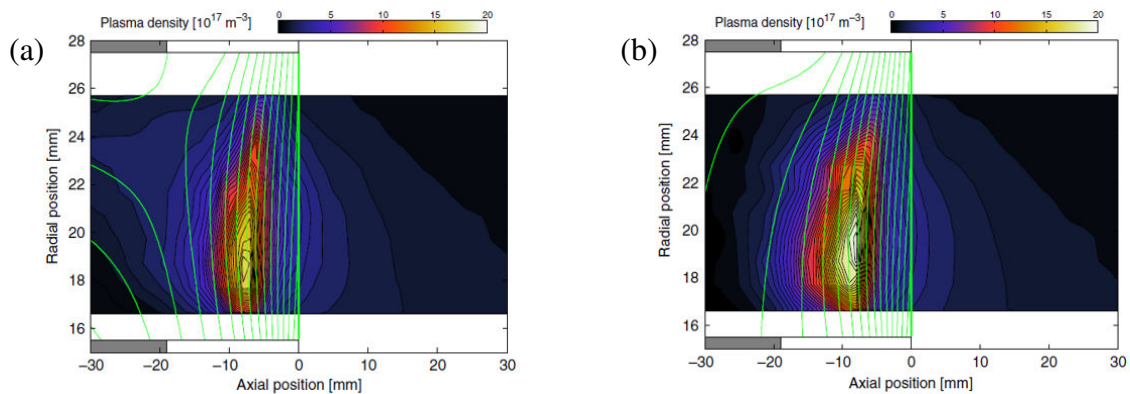 (a)
Plasma density [10^17 m^−3]
0 5 10 15 20
28
26
24
22
20
18
16
Radial position [mm]
−30 −20 −10 0 10 20 30
Axial position [mm]
(b)
Plasma density [10^17 m^−3]
0 5 10 15 20
28
26
24
22
20
18
16
Radial position [mm]
−30 −20 −10 0 10 20 30
Axial position [mm]